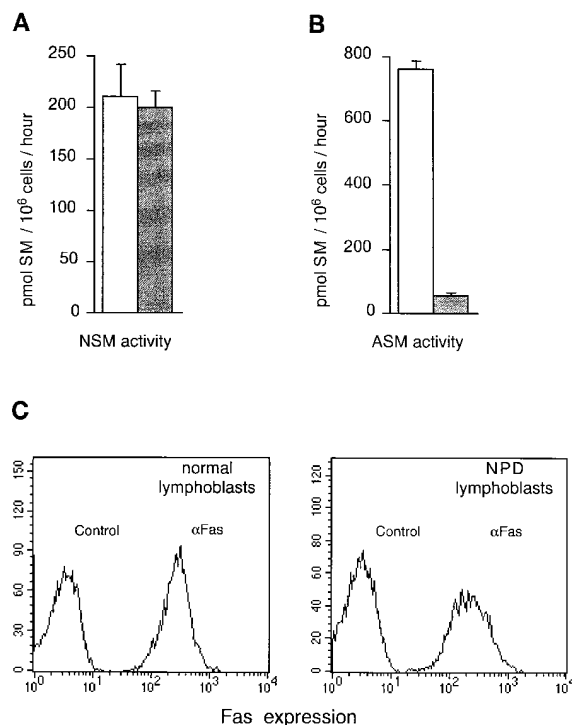 A
B
250
200
150
100
50
0
pmol SM / 10⁶ cells / hour
NSM activity
800
600
400
200
0
pmol SM / 10⁶ cells / hour
ASM activity
C
150
120
90
60
30
0
normal
lymphoblasts
Control
αFas
10⁰ 10¹ 10² 10³ 10⁴
120
100
80
60
40
20
0
NPD
lymphoblasts
Control
αFas
10⁰ 10¹ 10² 10³ 10⁴
Fas expression